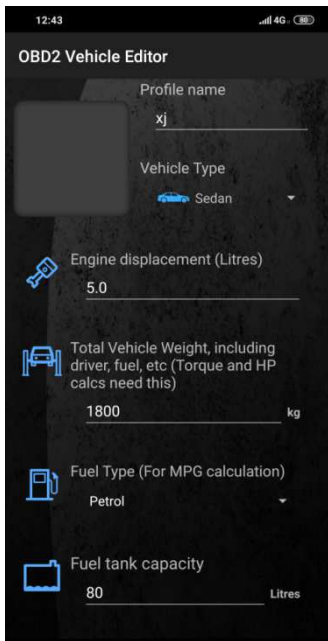 12:43
4G 80
OBD2 Vehicle Editor
Profile name
xj
Vehicle Type
Sedan
Engine displacement (Litres)
5.0
Total Vehicle Weight, including
driver, fuel, etc (Torque and HP
calcs need this)
1800 kg
Fuel Type (For MPG calculation)
Petrol
Fuel tank capacity
80 Litres